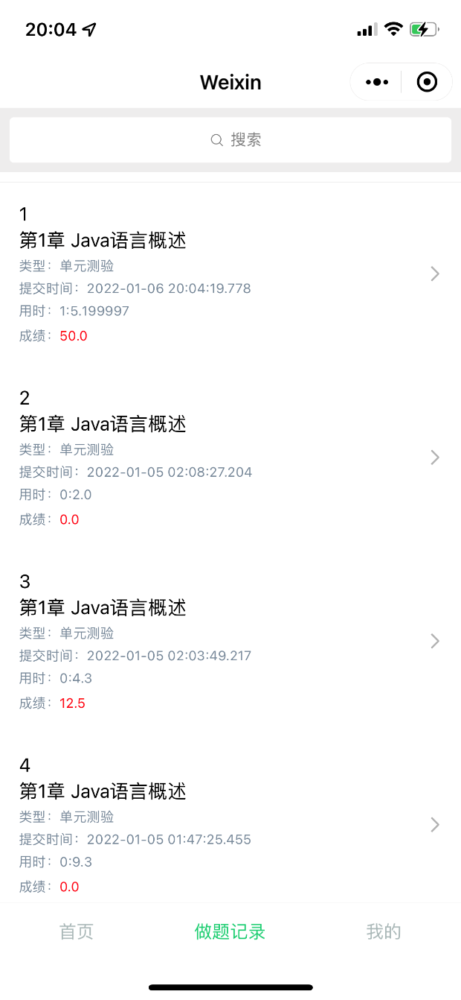 20:04
Weixin
搜索
1
第1章 Java语言概述
类型：单元测验
提交时间：2022-01-06 20:04:19.778
用时：1:5.199997
成绩：50.0
2
第1章 Java语言概述
类型：单元测验
提交时间：2022-01-05 02:08:27.204
用时：0:2.0
成绩：0.0
3
第1章 Java语言概述
类型：单元测验
提交时间：2022-01-05 02:03:49.217
用时：0:4.3
成绩：12.5
4
第1章 Java语言概述
类型：单元测验
提交时间：2022-01-05 01:47:25.455
用时：0:9.3
成绩：0.0
首页 做题记录 我的